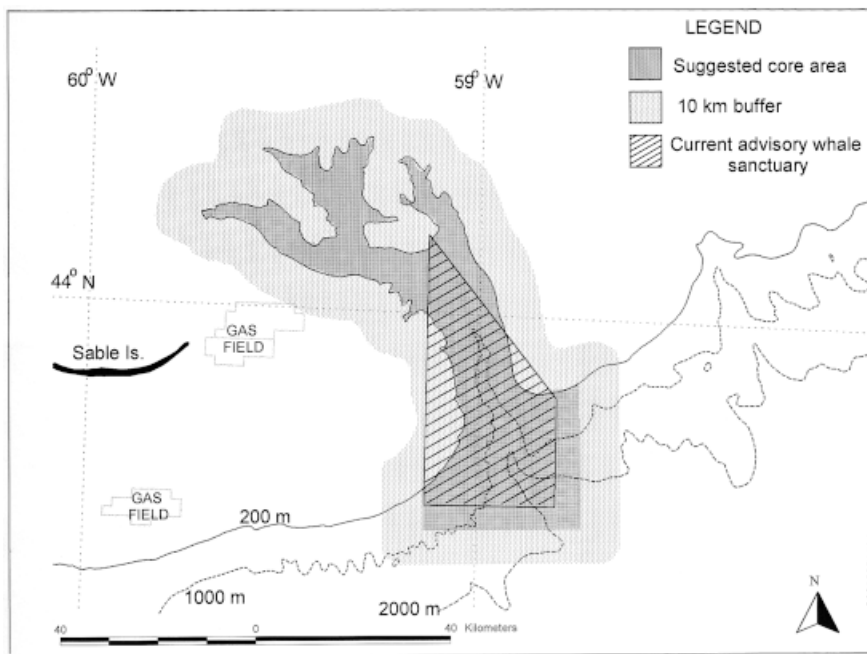 LEGEND
Suggested core area
10 km buffer
Current advisory whale
sanctuary
60° W
59° W
44° N
GAS
FIELD
Sable Is.
GAS
FIELD
200 m
1000 m
2000 m
N
40
0
40 Kilometers